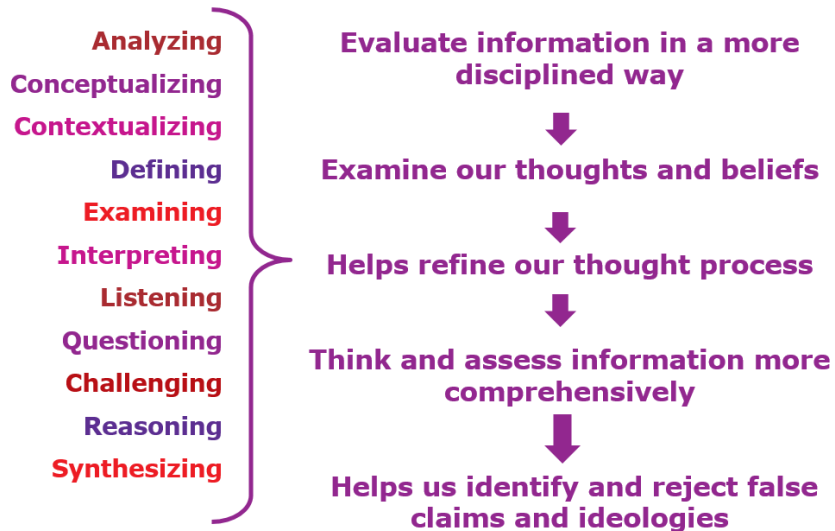 Analyzing
Conceptualizing
Contextualizing
Defining
Examining
Interpreting
Listening
Questioning
Challenging
Reasoning
Synthesizing
Evaluate information in a more
disciplined way
Examine our thoughts and beliefs
Helps refine our thought process
Think and assess information more
comprehensively
Helps us identify and reject false
claims and ideologies